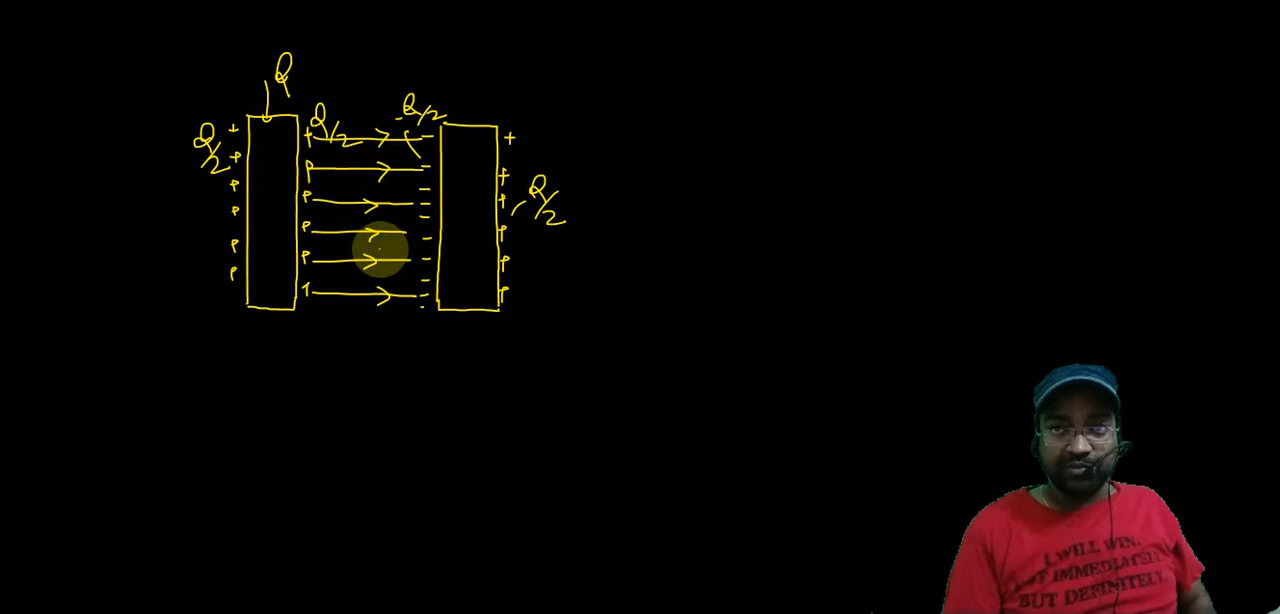 Q
Q/2
Q/2
-Q/2
Q/2
I WILL WIN.
NOT IMMEDIATELY
BUT DEFINITELY.